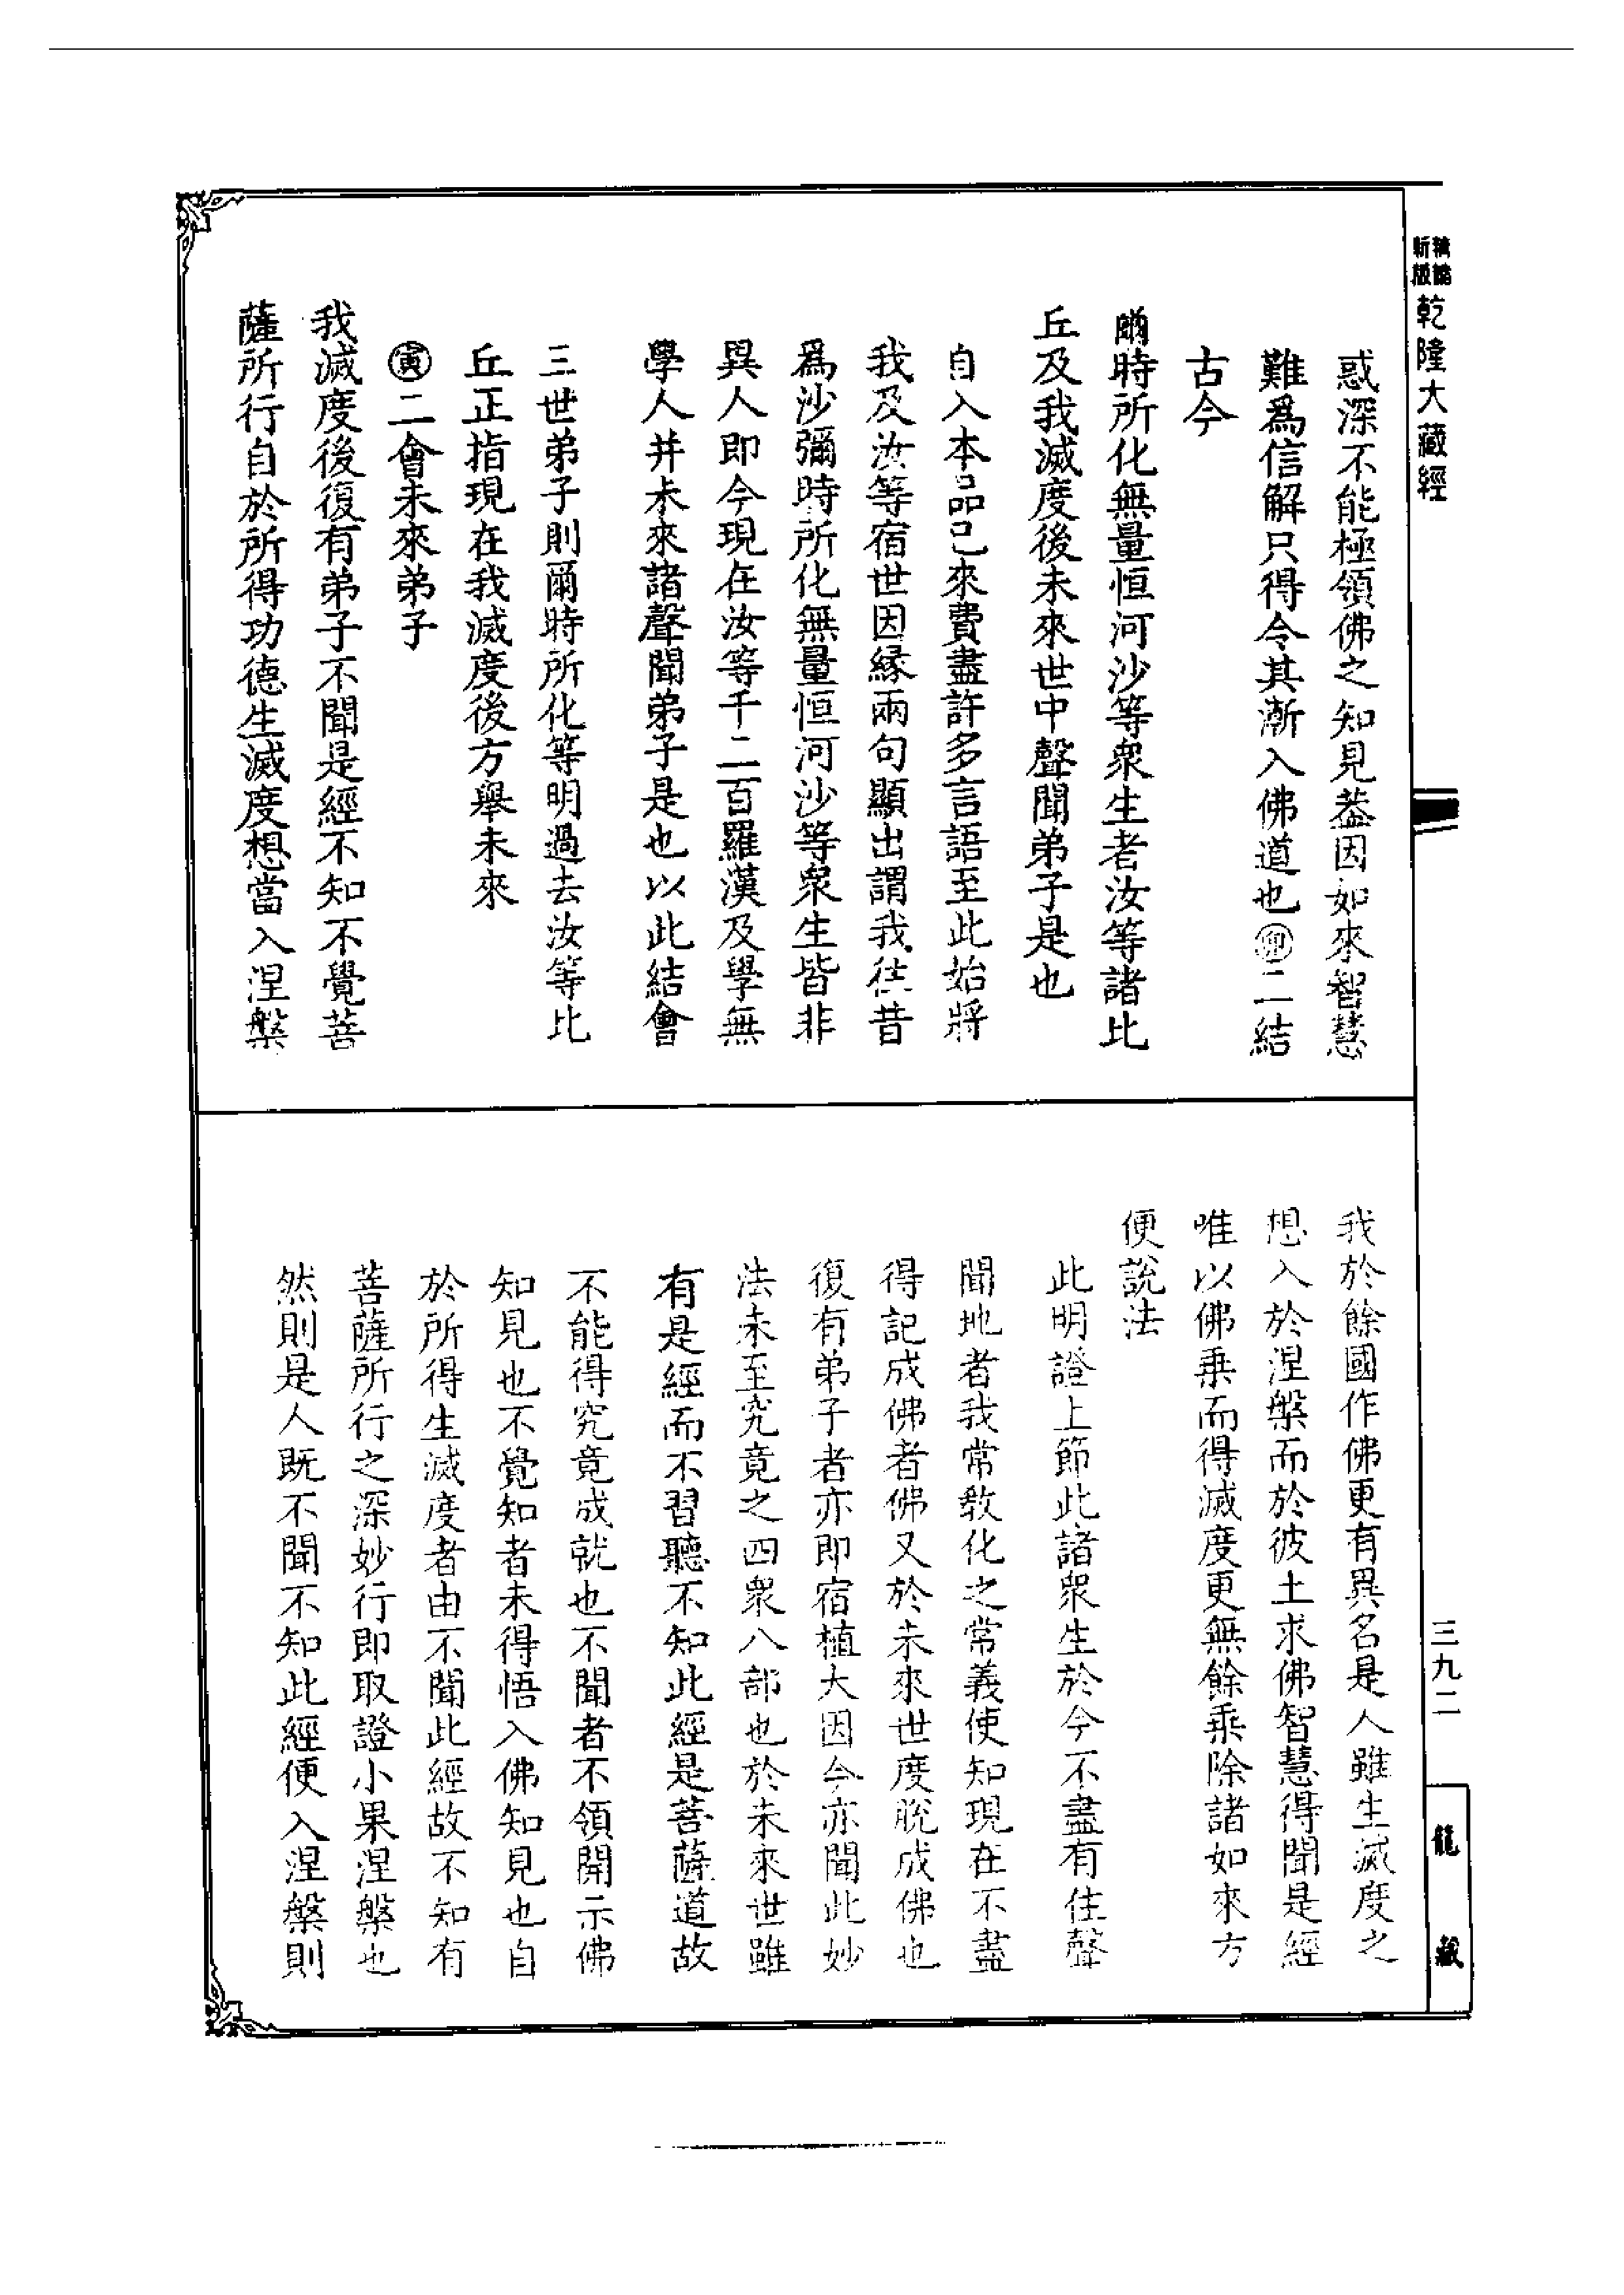 新版
精縮
乾隆大藏經
惑深不能極領佛之知見葢因如來智慧
難爲信解只得令其漸入佛道也㊞二結
古今
爾時所化無量恒河沙等衆生者汝等諸比
丘及我滅度後未來世中聲聞弟子是也
自入本品已來費盡許多言語至此始將
我及汝等宿世因緣兩句顯出謂我往昔
爲沙彌時所化無量恒河沙等衆生皆非
異人即今現在汝等千二百羅漢及學無
學人并未來諸聲聞弟子是也以此結會
三世弟子則爾時所化等明過去汝等比
丘正指現在我滅度後方舉未來
寅二會未來弟子
我滅度後復有弟子不聞是經不知不覺菩
薩所行自於所得功德生滅度想當入涅槃
我於餘國作佛更有異名是人雖生滅度之
想入於涅槃而於彼土求佛智慧得聞是經
唯以佛乘而得滅度更無餘乘除諸如來方
便說法
此明證上節此諸衆生於今不盡有住聲
聞地者我常教化之常義使知現在不盡
得記成佛者佛又於未來世度脫成佛也
復有弟子者亦即宿植大因今亦聞此妙
法未至究竟之四衆八部也於未來世雖
有是經而不習聽不知此經是菩薩道故
不能得究竟成就也不聞者不領開示佛
知見也不覺知者未得悟入佛知見也自
於所得生滅度者由不聞此經故不知有
菩薩所行之深妙行即取證小果涅槃也
然則是人既不聞不知此經便入涅槃則
三九二
龍藏